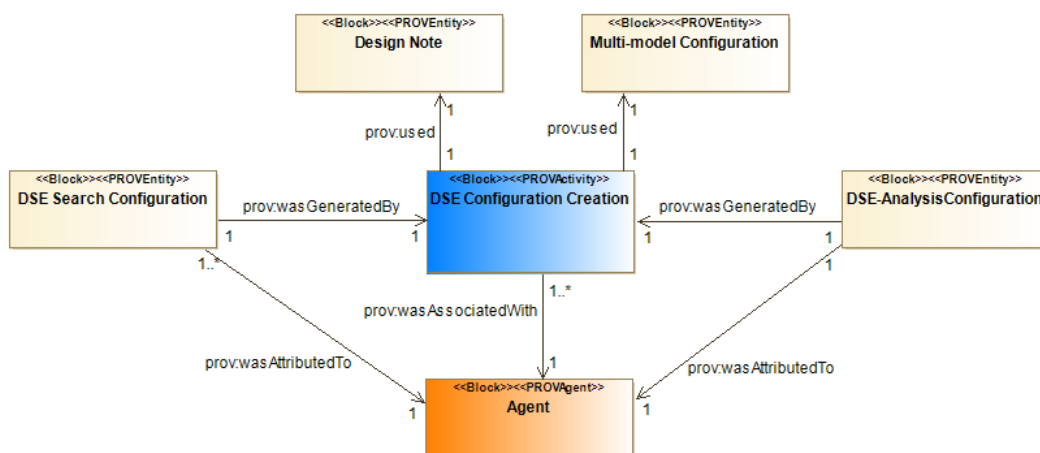 <<Block>><<PROVEntity>>
Design Note
<<Block>><<PROVEntity>>
Multi-model Configuration
1
1
prov:used
prov:used
1
1
<<Block>><<PROVEntity>>
DSE Search Configuration
<<Block>><<PROVActivity>>
DSE Configuration Creation
<<Block>><<PROVEntity>>
DSE-AnalysisConfiguration
prov:wasGeneratedBy
prov:wasGeneratedBy
1
1
1
1
1..*
1
1..*
prov:wasAssociatedWith
prov:wasAttributedTo
prov:wasAttributedTo
1
<<Block>><<PROVAgent>>
Agent
1
1